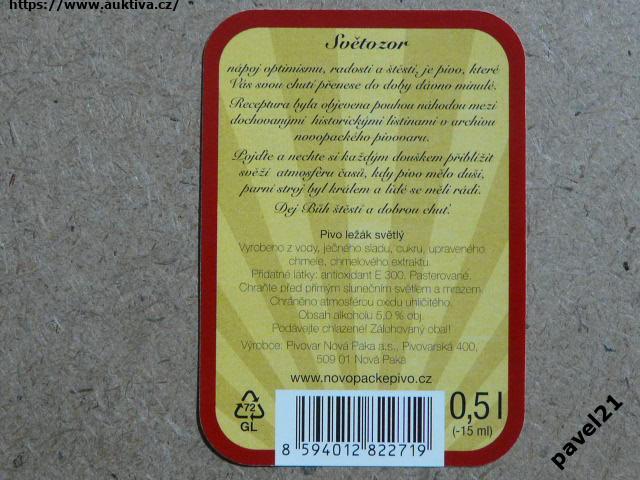 https://www.auktiva.cz/
Světozor
nápoj optimismu, radosti a štěstí, je pivo, které
Vás svou chutí přenese do doby dávno minulé.
Receptura byla objevena pouhou náhodou mezi
dochovanými historickými listinami v archivu
novopackého pivovaru.
Pojďte a nechte si každým douškem přiblížit
svěží atmosféru časů, kdy pivo mělo duši,
parní stroj byl králem a lidé se měli rádi.
Dej Bůh štěstí a dobrou chuť.
Pivo ležák světlý
Vyrobeno z vody, ječného sladu, cukru, upraveného
chmele, chmelového extraktu.
Přídatné látky: antioxidant E 300. Pasterované.
Chraňte před přímým slunečním světlem a mrazem.
Chráněno atmosférou oxidu uhličitého.
Obsah alkoholu 5,0 % obj.
Podávejte chlazené! Zálohovaný obal!
Výrobce: Pivovar Nová Paka a.s., Pivovarská 400,
509 01 Nová Paka
www.novopackepivo.cz
72
GL
0,5 l
(-15 ml)
8 594012 822719
pavel21